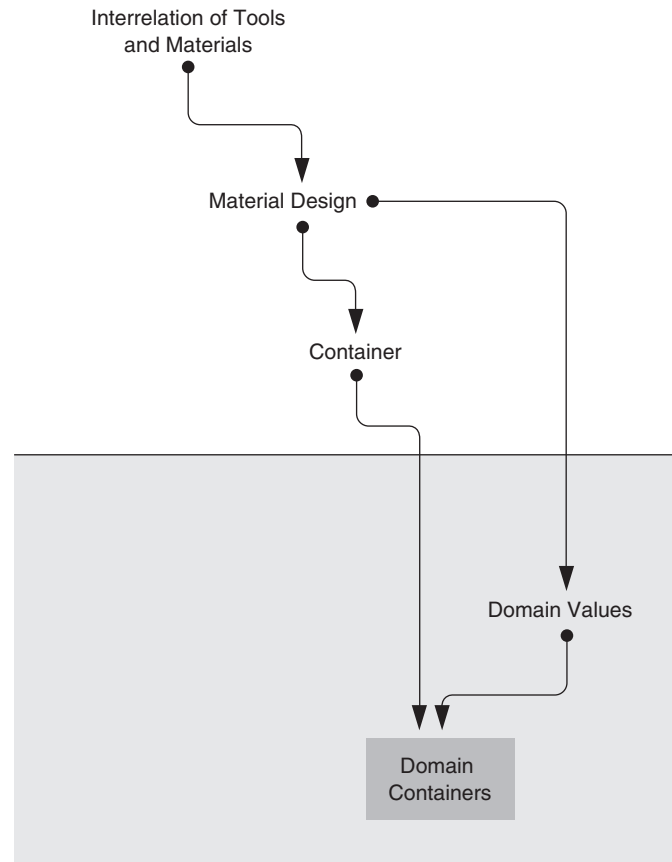 Interrelation of Tools
and Materials
Material Design
Container
Domain Values
Domain
Containers